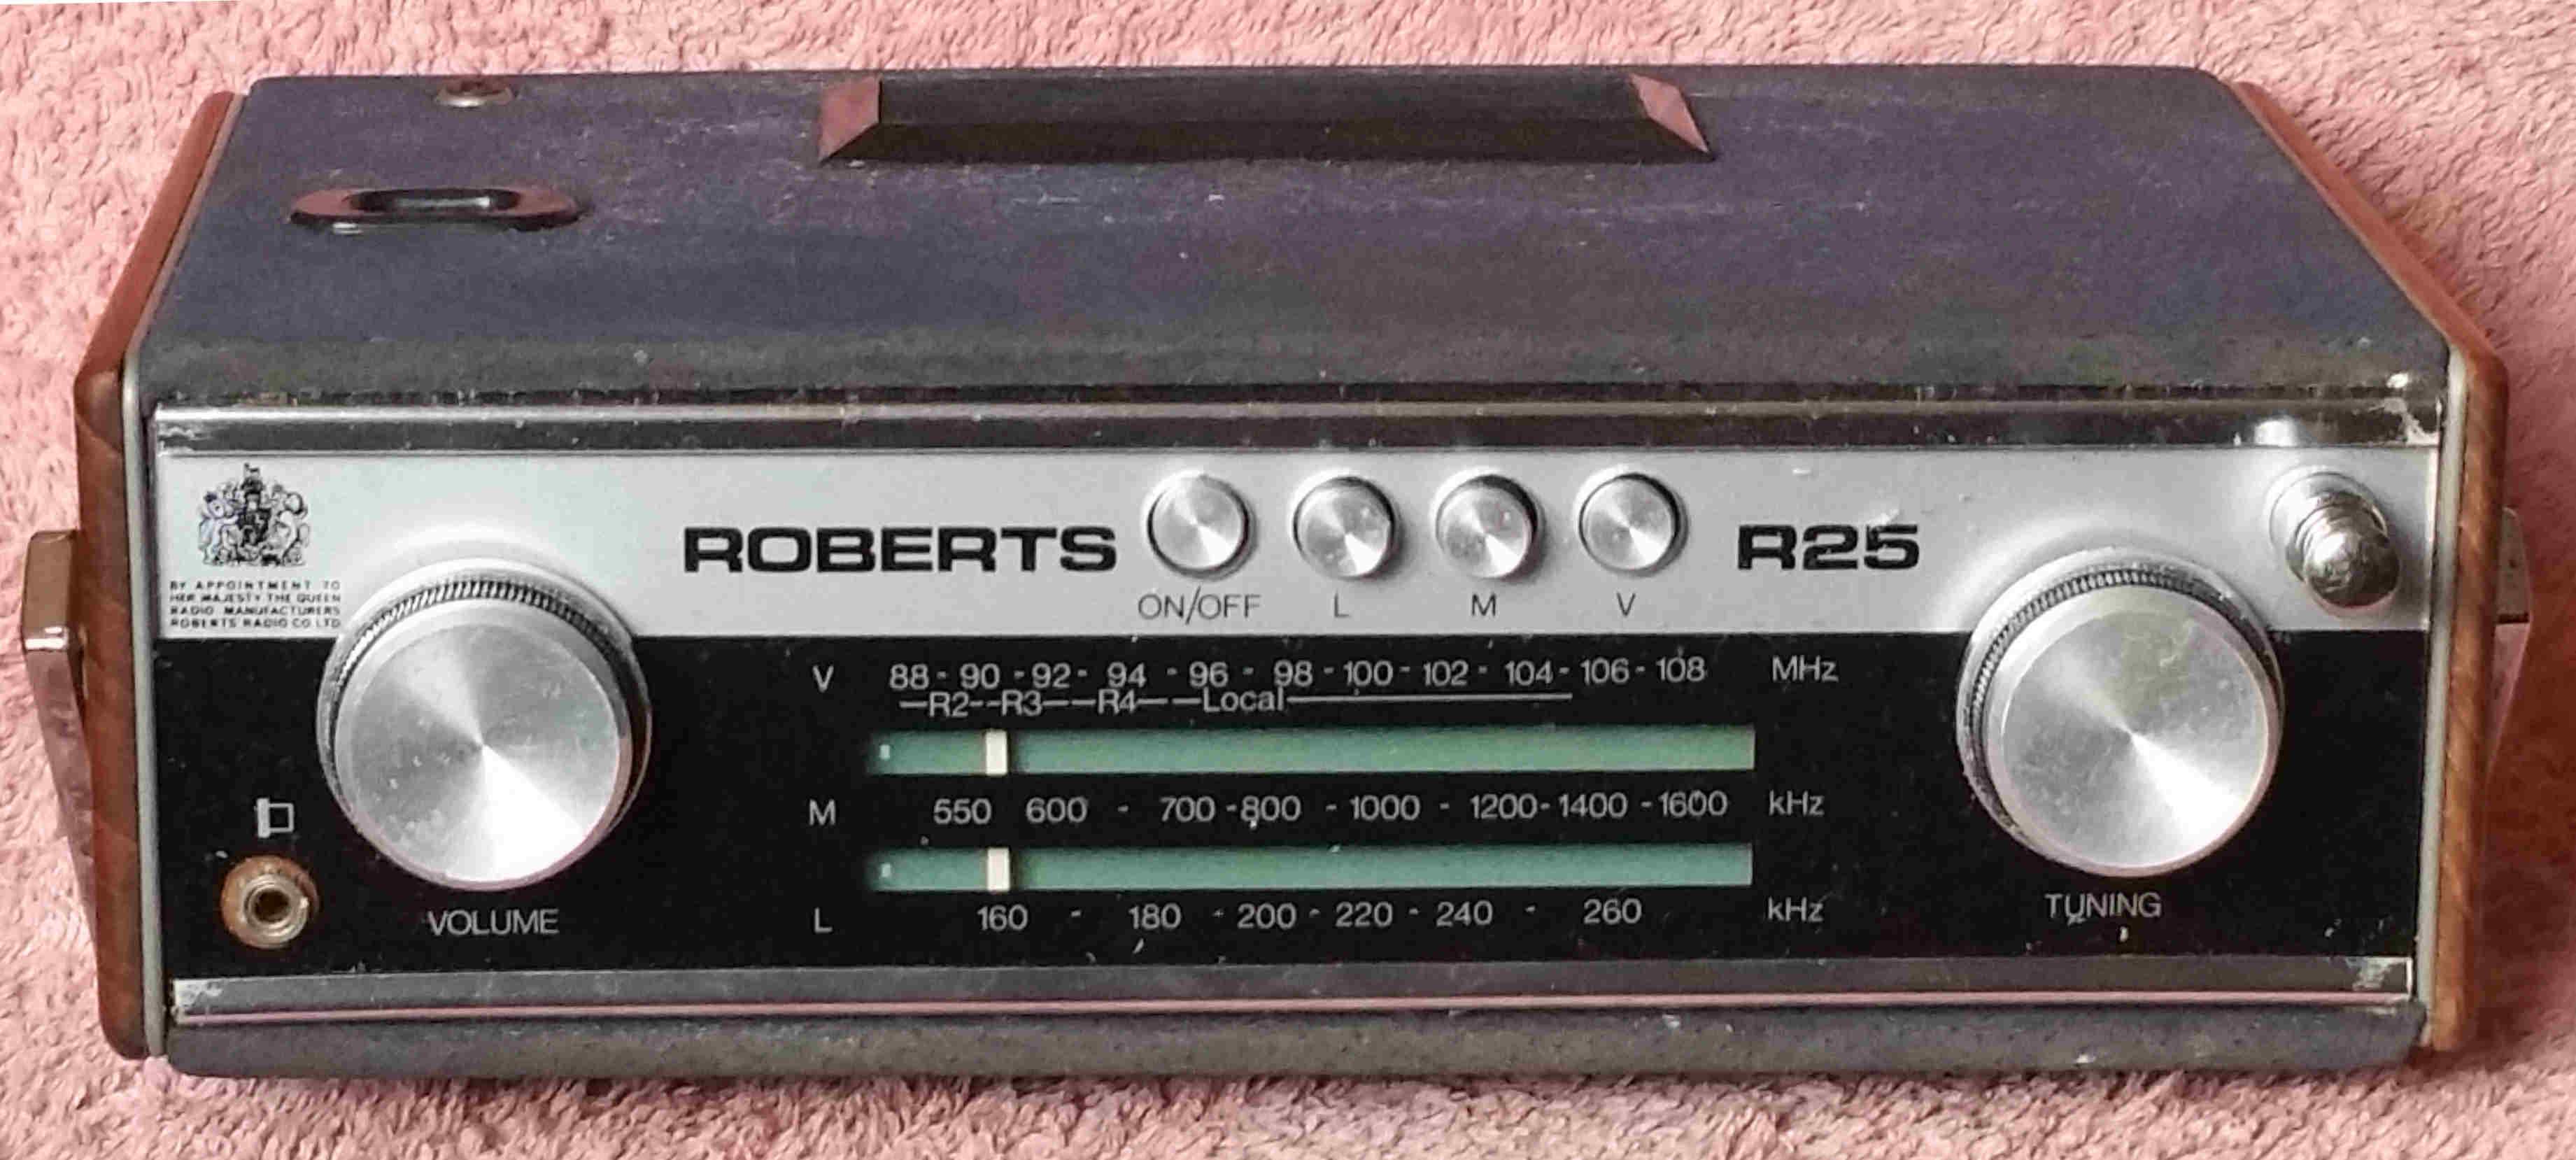 ROBERTS
R25
ON/OFF L M V
BY APPOINTMENT TO
HER MAJESTY THE QUEEN
RADIO MANUFACTURERS
ROBERTS RADIO CO LTD
V 88 - 90 - 92 - 94 - 96 - 98 - 100 - 102 - 104 - 106 - 108 MHz
—R2--R3——R4——Local—
M 550 600 - 700 - 800 - 1000 - 1200 - 1400 - 1600 kHz
L 160 - 180 - 200 - 220 - 240 - 260 kHz
VOLUME
TUNING